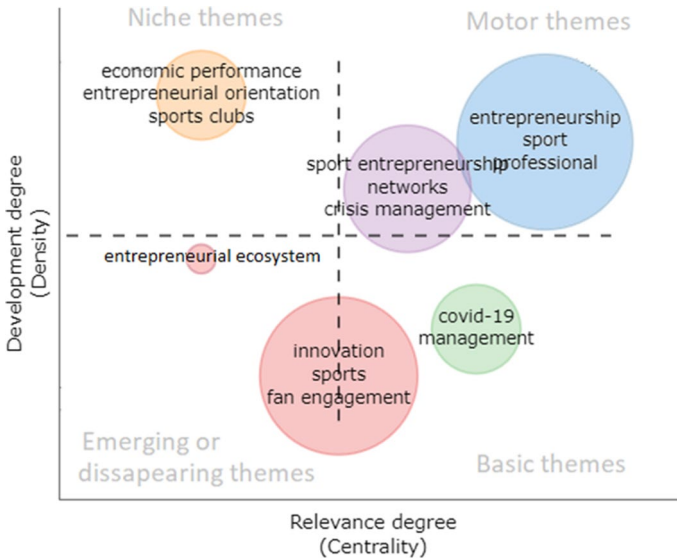 Niche themes
Motor themes
economic performance
entrepreneurial orientation
sports clubs
entrepreneurship
sport
professional
sport entrepreneurship
networks
crisis management
entrepreneurial ecosystem
covid-19
management
innovation
sports
fan engagement
Emerging or
dissapearing themes
Basic themes
Development degree
(Density)
Relevance degree
(Centrality)